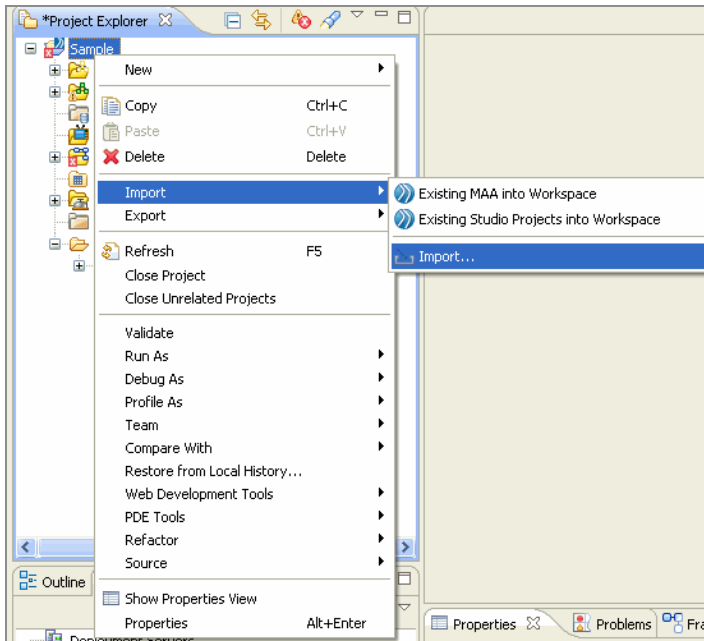 *Project Explorer
Sample
New
Copy Ctrl+C
Paste Ctrl+V
Delete Delete
Import
Export
Existing MAA into Workspace
Existing Studio Projects into Workspace
Import...
Refresh F5
Close Project
Close Unrelated Projects
Validate
Run As
Debug As
Profile As
Team
Compare With
Restore from Local History...
Web Development Tools
PDE Tools
Refactor
Source
Outline
Show Properties View
Properties Alt+Enter
Properties
Problems
Fra